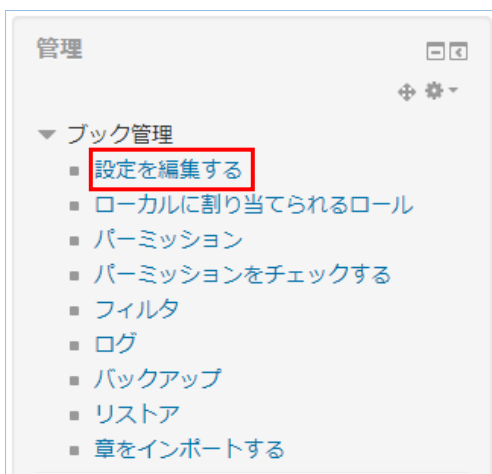 管理
ブック管理
設定を編集する
ローカルに割り当てられるロール
パーミッション
パーミッションをチェックする
フィルタ
ログ
バックアップ
リストア
章をインポートする